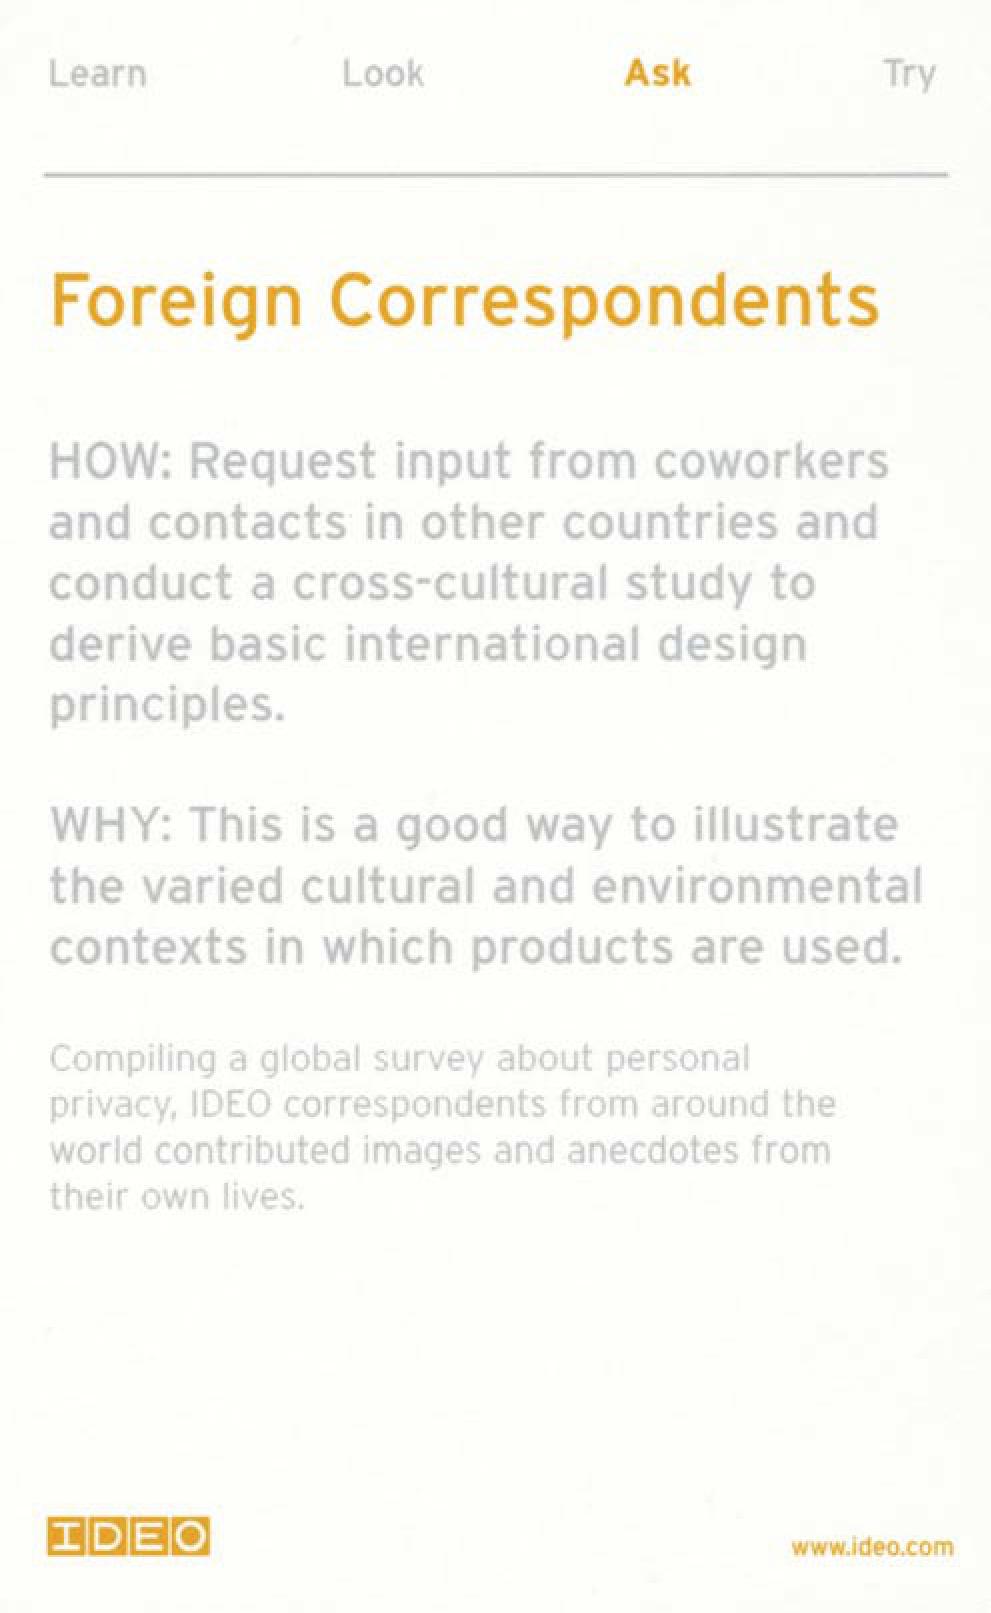 Learn Look Ask Try
Foreign Correspondents
HOW: Request input from coworkers
and contacts in other countries and
conduct a cross-cultural study to
derive basic international design
principles.
WHY: This is a good way to illustrate
the varied cultural and environmental
contexts in which products are used.
Compiling a global survey about personal
privacy, IDEO correspondents from around the
world contributed images and anecdotes from
their own lives.
IDEO www.ideo.com